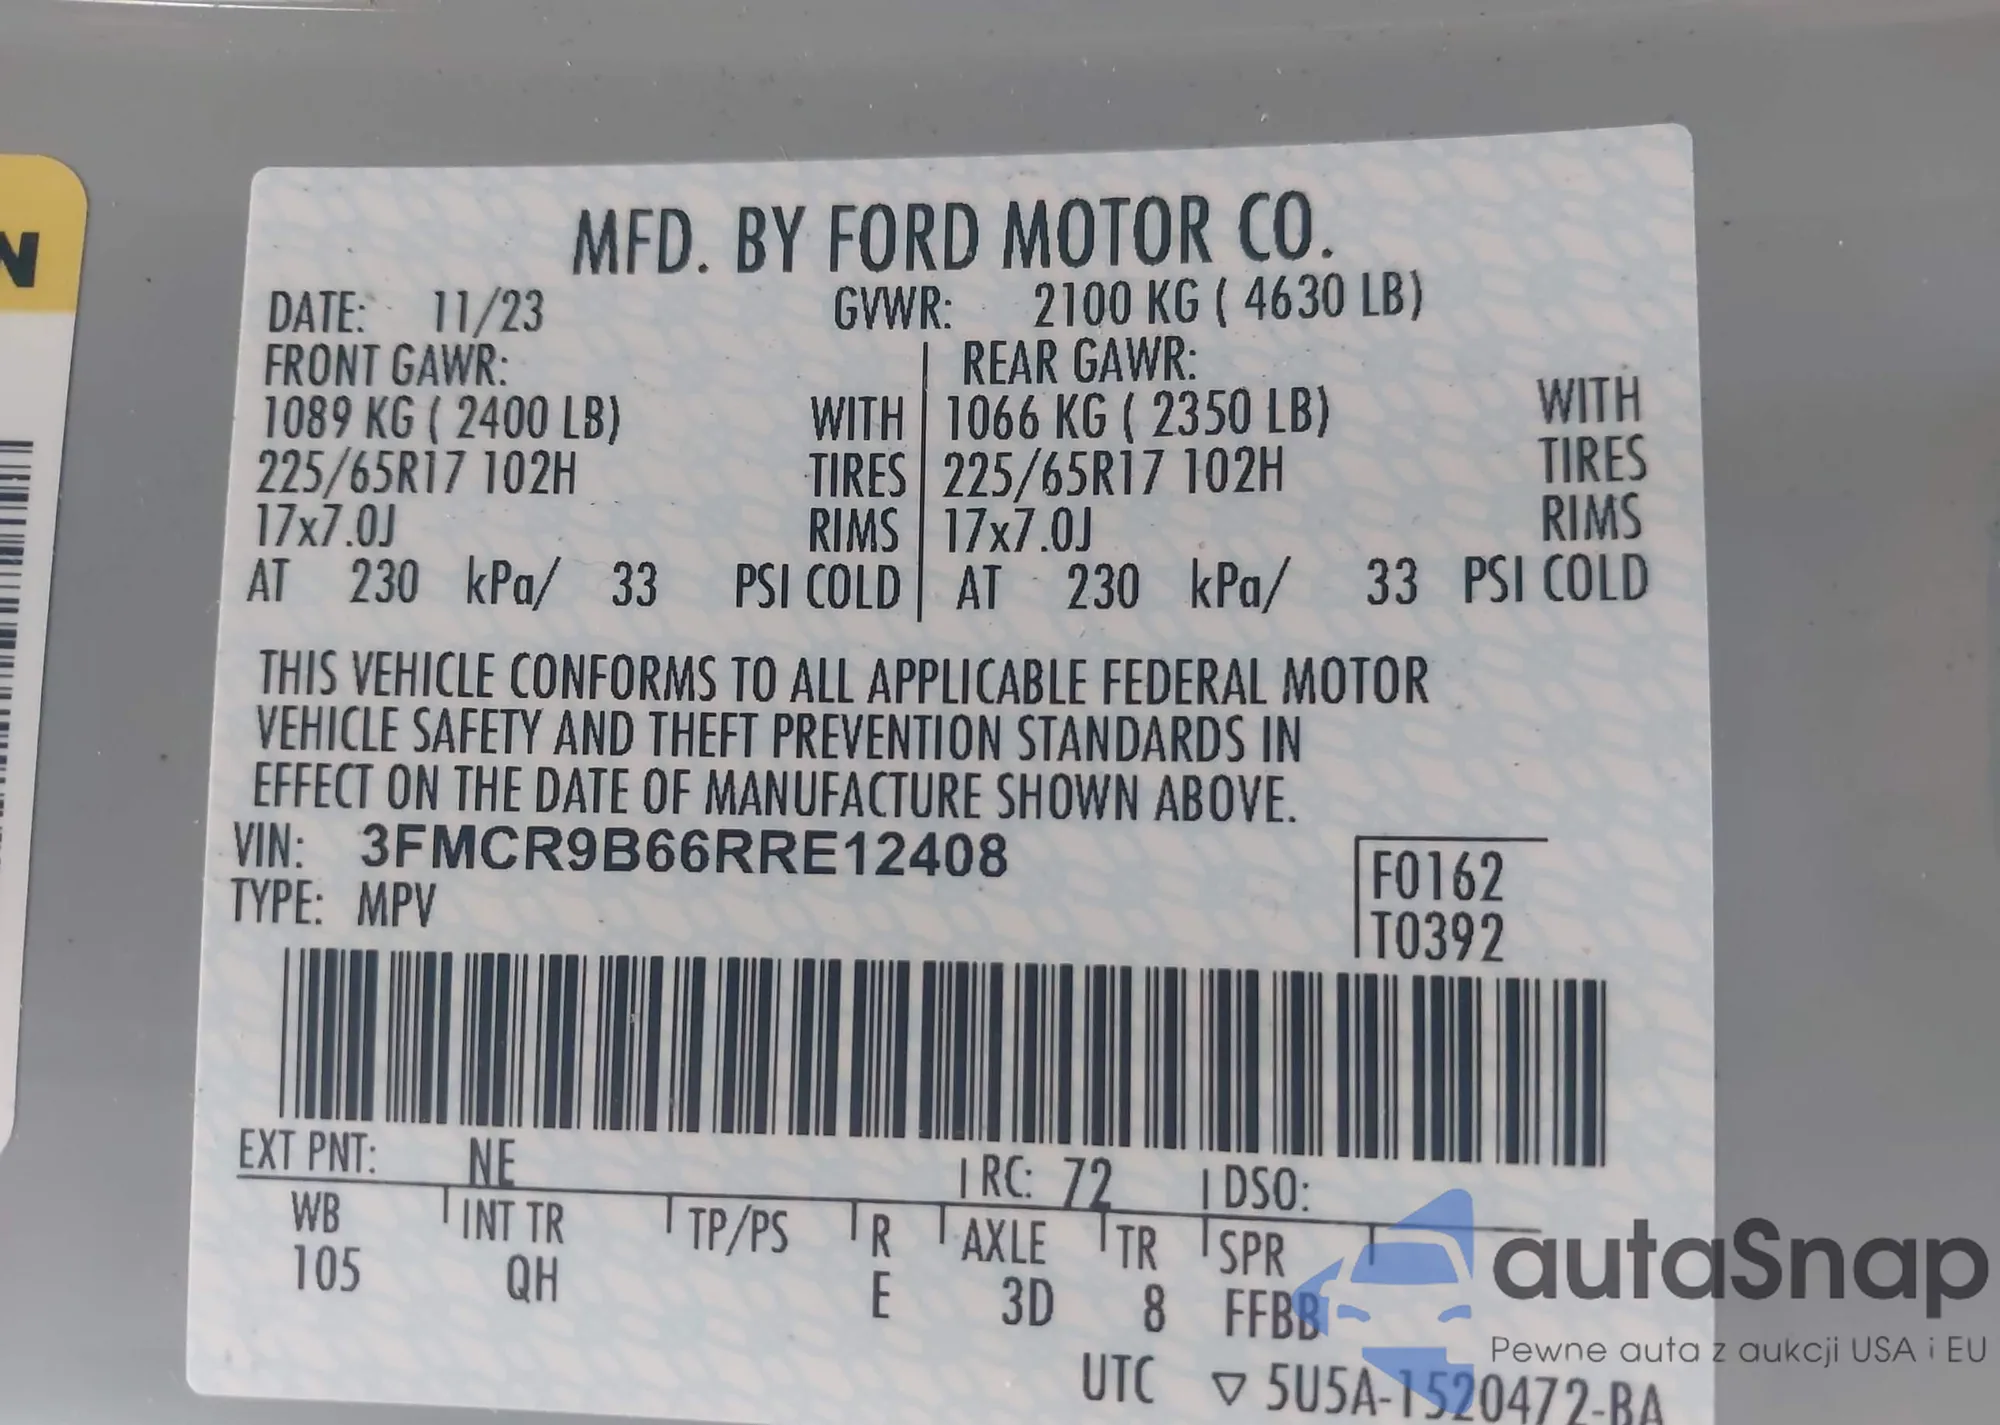 N
MFD. BY FORD MOTOR CO.
DATE: 11/23 GVWR: 2100 KG ( 4630 LB)
FRONT GAWR: REAR GAWR:
1089 KG ( 2400 LB) WITH 1066 KG ( 2350 LB) WITH
225/65R17 102H TIRES 225/65R17 102H TIRES
17x7.0J RIMS 17x7.0J RIMS
AT 230 kPa/ 33 PSI COLD AT 230 kPa/ 33 PSI COLD
THIS VEHICLE CONFORMS TO ALL APPLICABLE FEDERAL MOTOR
VEHICLE SAFETY AND THEFT PREVENTION STANDARDS IN
EFFECT ON THE DATE OF MANUFACTURE SHOWN ABOVE.
VIN: 3FMCR9B66RRE12408
TYPE: MPV
F0162
T0392
EXT PNT: NE RC: 72 DSO:
WB INT TR TP/PS R AXLE TR SPR
105 QH E 3D 8 FFBB
UTC ▽ 5U5A-1520472-BA
autaSnap
Pewne auta z aukcji USA i EU